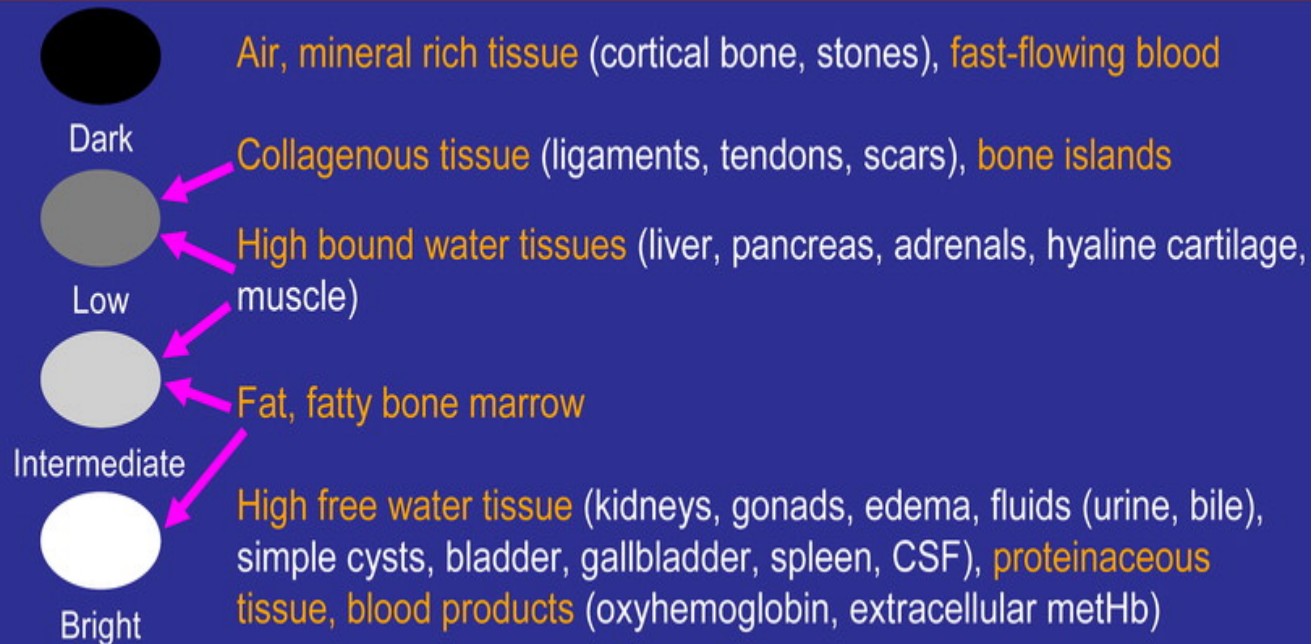 Air, mineral rich tissue (cortical bone, stones), fast-flowing blood
Dark
Collagenous tissue (ligaments, tendons, scars), bone islands
High bound water tissues (liver, pancreas, adrenals, hyaline cartilage,
muscle)
Low
Fat, fatty bone marrow
Intermediate
High free water tissue (kidneys, gonads, edema, fluids (urine, bile),
simple cysts, bladder, gallbladder, spleen, CSF), proteinaceous
tissue, blood products (oxyhemoglobin, extracellular metHb)
Bright